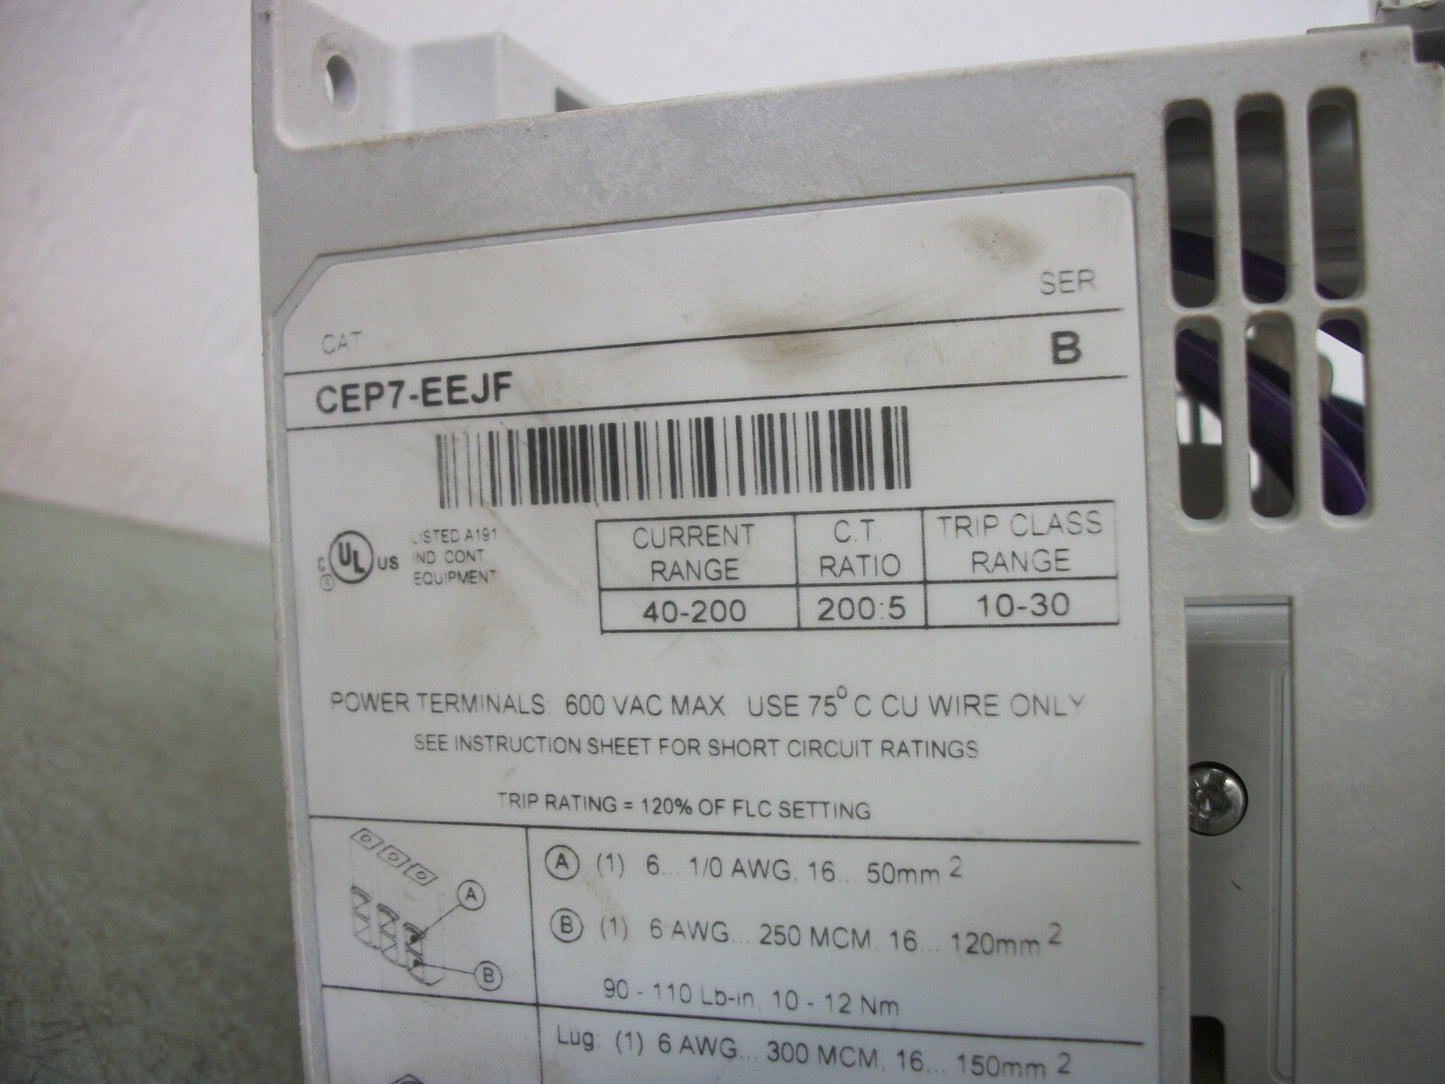 SER
CAT
B
CEP7-EEJF
C UL US ®
LISTED A191
IND CONT
EQUIPMENT
CURRENT RANGE C.T. RATIO TRIP CLASS RANGE
40-200 200:5 10-30
POWER TERMINALS: 600 VAC MAX USE 75° C CU WIRE ONLY
SEE INSTRUCTION SHEET FOR SHORT CIRCUIT RATINGS
TRIP RATING = 120% OF FLC SETTING
A
B
A (1) 6... 1/0 AWG, 16... 50mm 2
B (1) 6 AWG... 250 MCM, 16... 120mm 2
90 - 110 Lb-in, 10 - 12 Nm
Lug: (1) 6 AWG... 300 MCM, 16... 150mm 2